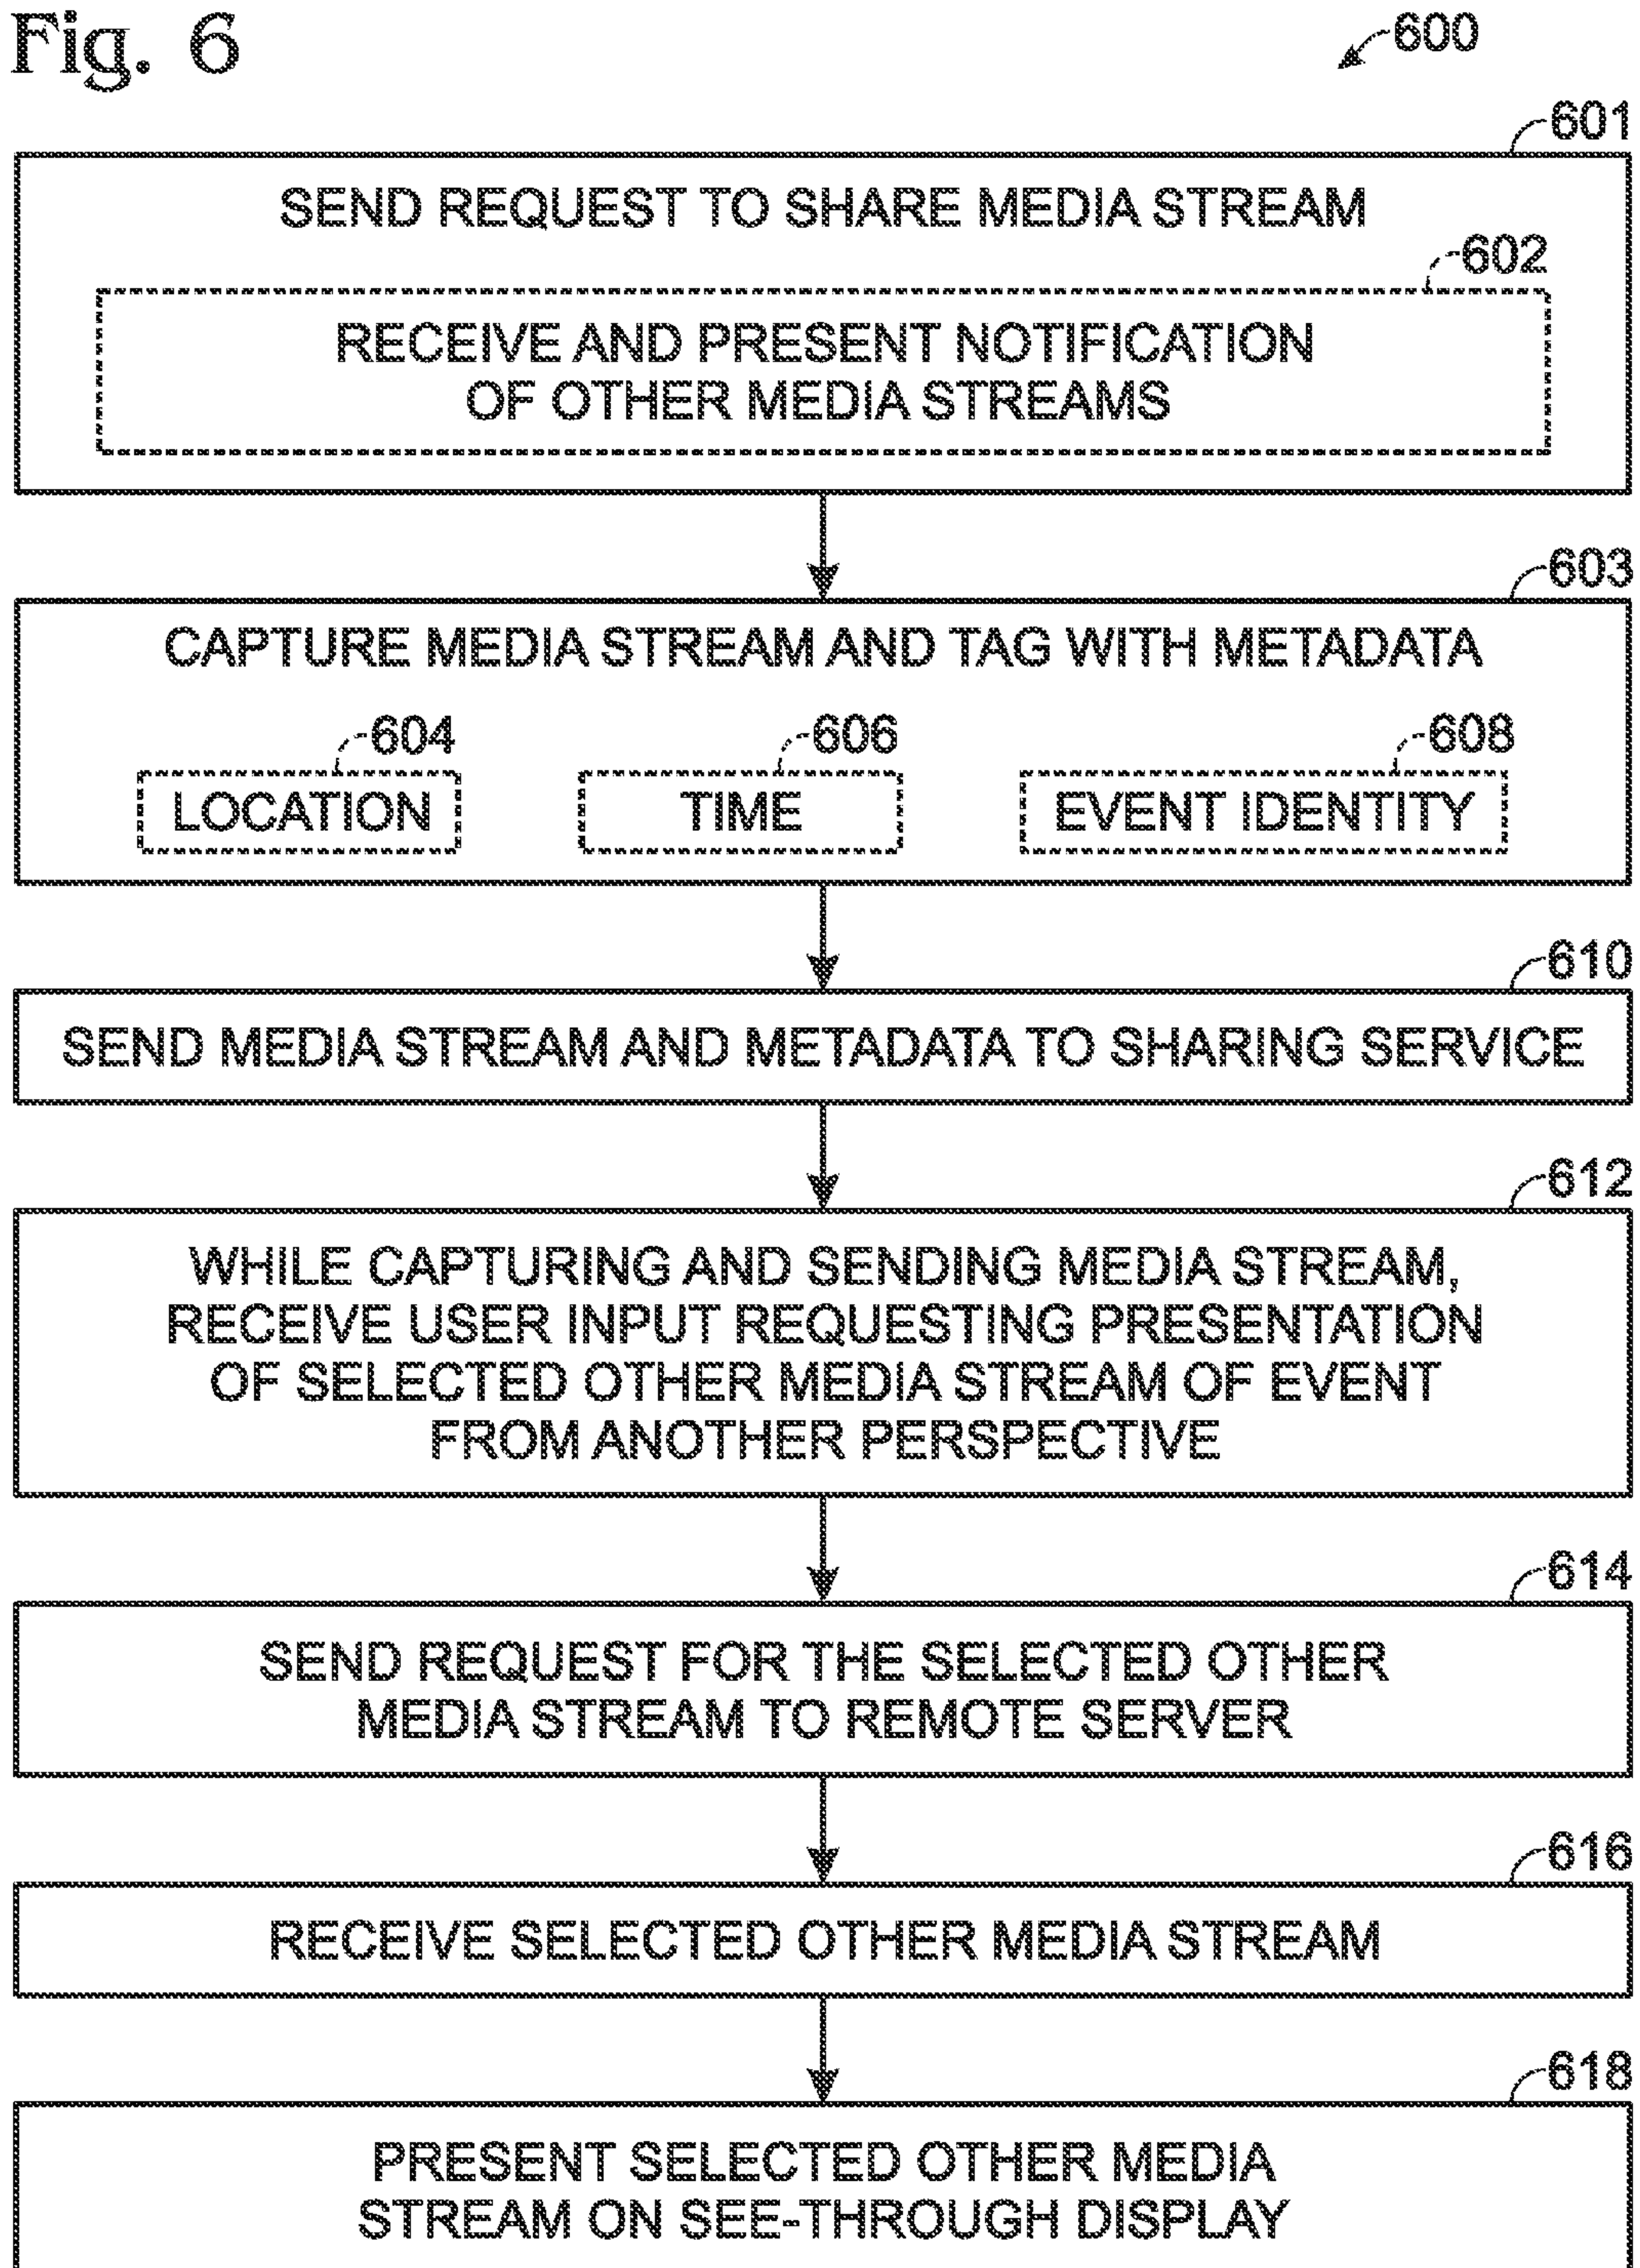 Fig. 6
600
601
SEND REQUEST TO SHARE MEDIA STREAM
602
RECEIVE AND PRESENT NOTIFICATION
OF OTHER MEDIA STREAMS
603
CAPTURE MEDIA STREAM AND TAG WITH METADATA
604 606 608
LOCATION TIME EVENT IDENTITY
610
SEND MEDIA STREAM AND METADATA TO SHARING SERVICE
612
WHILE CAPTURING AND SENDING MEDIA STREAM,
RECEIVE USER INPUT REQUESTING PRESENTATION
OF SELECTED OTHER MEDIA STREAM OF EVENT
FROM ANOTHER PERSPECTIVE
614
SEND REQUEST FOR THE SELECTED OTHER
MEDIA STREAM TO REMOTE SERVER
616
RECEIVE SELECTED OTHER MEDIA STREAM
618
PRESENT SELECTED OTHER MEDIA
STREAM ON SEE-THROUGH DISPLAY